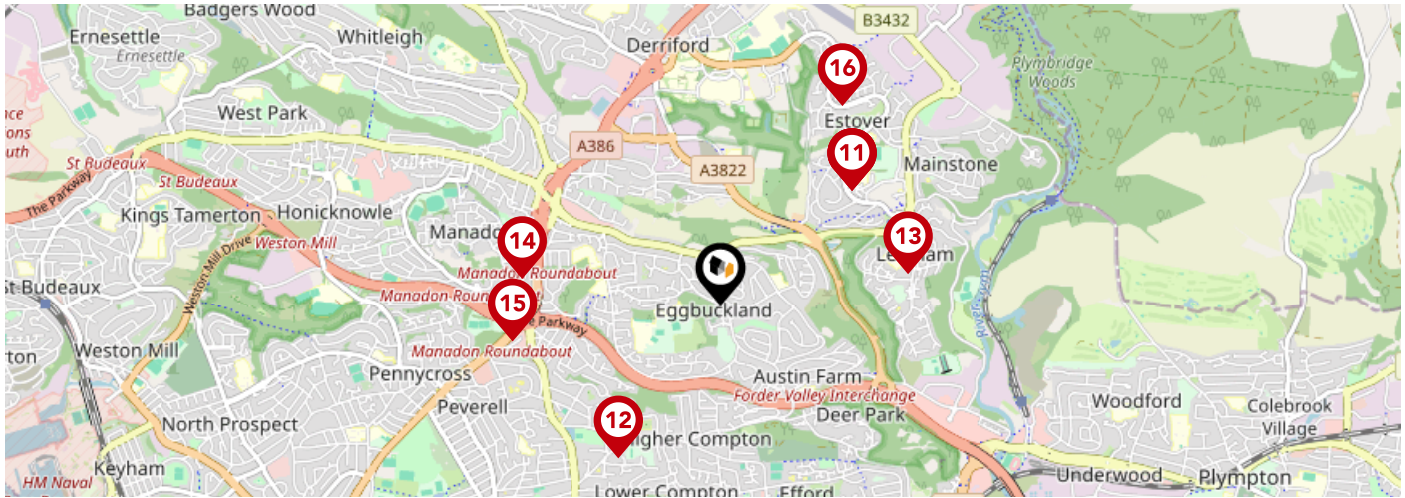 Badgers Wood
B3432
Ernesettle
Whitleigh
Derriford
Ernesettle
16
Plymbridge
Woods
West Park
Estover
A386
11
St Budeaux
A3822
Mainstone
St Budeaux
The Parkway
Kings Tamerton
Honicknowle
14
13
Weston Mill
Manadon Roundabout
Weston Mill Drive
St Budeaux
15
Eggbuckland
The Parkway
River Plym
Weston Mill
Manadon Roundabout
Pennycross
Austin Farm
Forder Valley Interchange
Peverell
Deer Park
Woodford
Colebrook
Village
North Prospect
12
Higher Compton
Keyham
HM Naval
Underwood
Plympton
Lower Compton
Efford